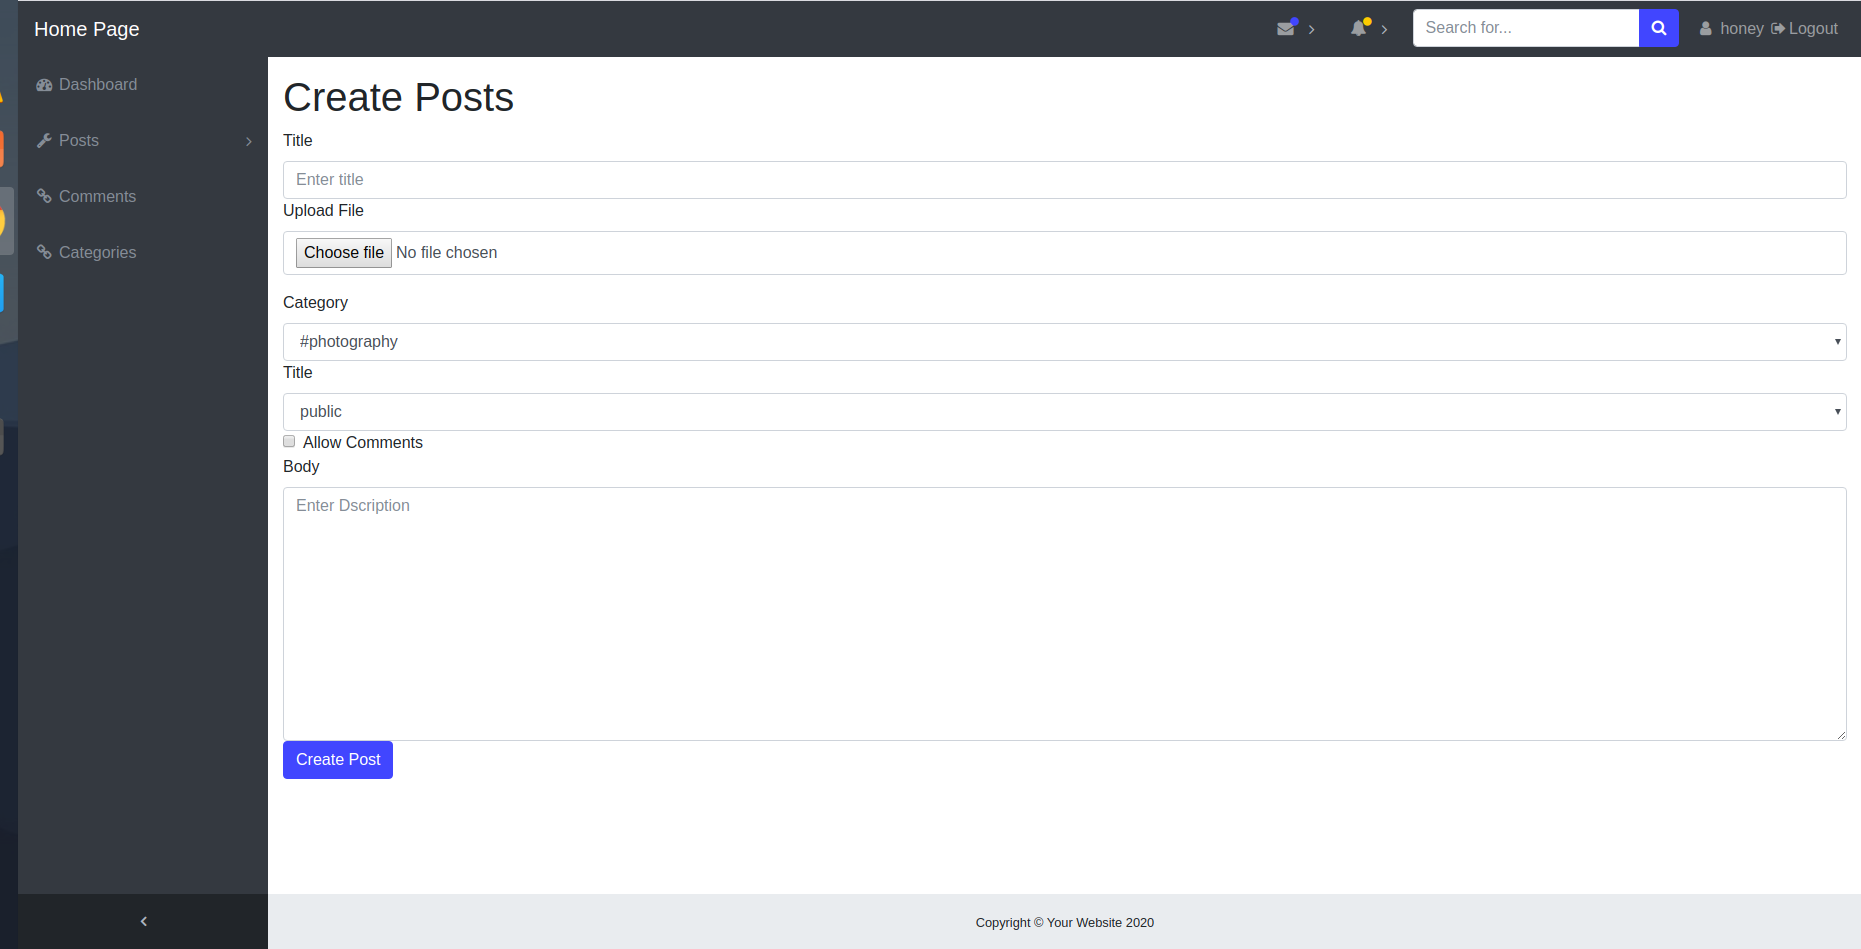 Home Page
Search for...
honey
Logout
Dashboard
Posts
Comments
Categories
Create Posts
Title
Enter title
Upload File
Choose file No file chosen
Category
#photography
Title
public
Allow Comments
Body
Enter Dscription
Create Post
Copyright © Your Website 2020